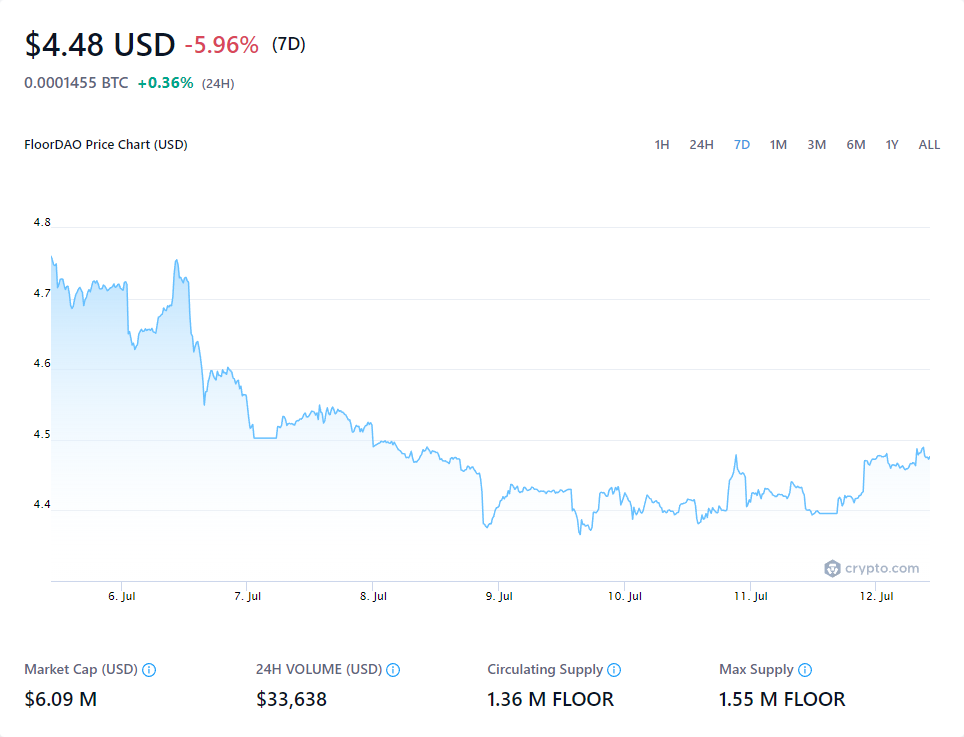 $4.48 USD -5.96% (7D)
0.0001455 BTC +0.36% (24H)
FloorDAO Price Chart (USD) 1H 24H 7D 1M 3M 6M 1Y ALL
4.8
4.7
4.6
4.5
4.4
crypto.com
6. Jul 7. Jul 8. Jul 9. Jul 10. Jul 11. Jul 12. Jul
Market Cap (USD) 24H VOLUME (USD) Circulating Supply Max Supply
$6.09 M $33,638 1.36 M FLOOR 1.55 M FLOOR